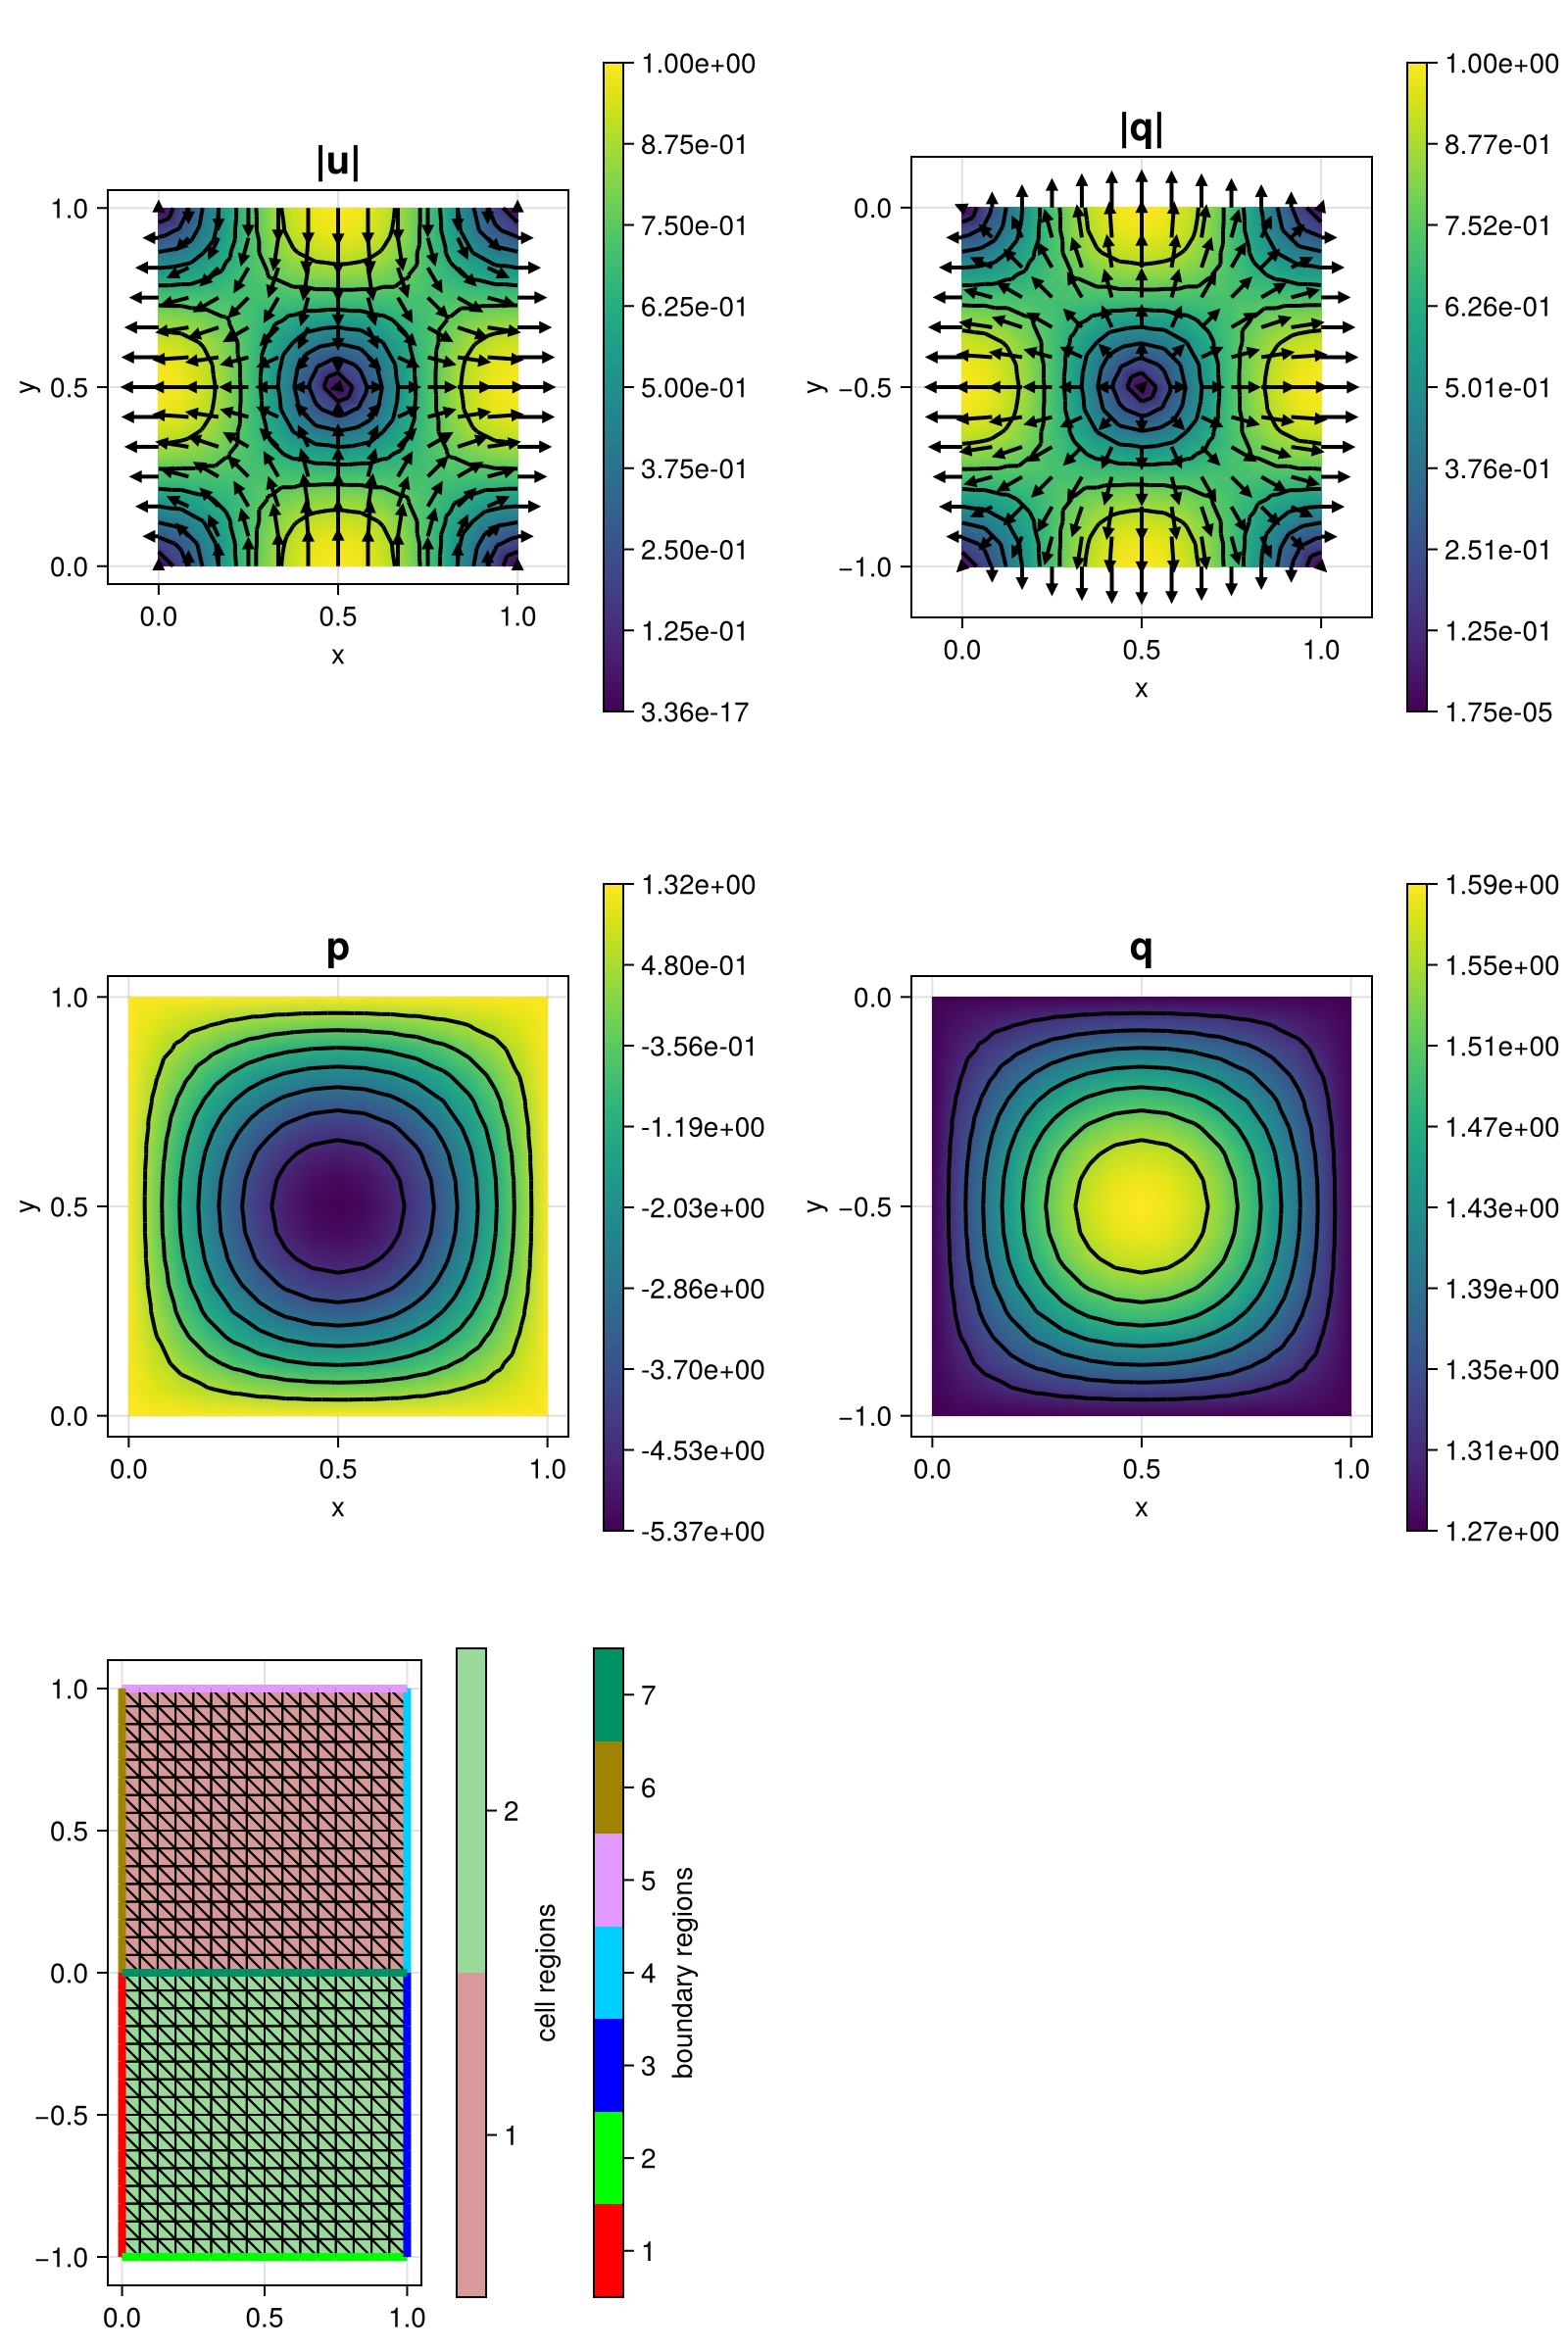 |u|
1.0
0.5
0.0
y
0.0 0.5 1.0
x
1.00e+00
8.75e-01
7.50e-01
6.25e-01
5.00e-01
3.75e-01
2.50e-01
1.25e-01
3.36e-17
|q|
0.0
−0.5
−1.0
y
0.0 0.5 1.0
x
1.00e+00
8.77e-01
7.52e-01
6.26e-01
5.01e-01
3.76e-01
2.51e-01
1.25e-01
1.75e-05
p
1.0
0.5
0.0
y
0.0 0.5 1.0
x
1.32e+00
4.80e-01
-3.56e-01
-1.19e+00
-2.03e+00
-2.86e+00
-3.70e+00
-4.53e+00
-5.37e+00
q
0.0
−0.5
−1.0
y
0.0 0.5 1.0
x
1.59e+00
1.55e+00
1.51e+00
1.47e+00
1.43e+00
1.39e+00
1.35e+00
1.31e+00
1.27e+00
1.0
0.5
0.0
−0.5
−1.0
0.0 0.5 1.0
2
1
cell regions
7
6
5
4
3
2
1
boundary regions